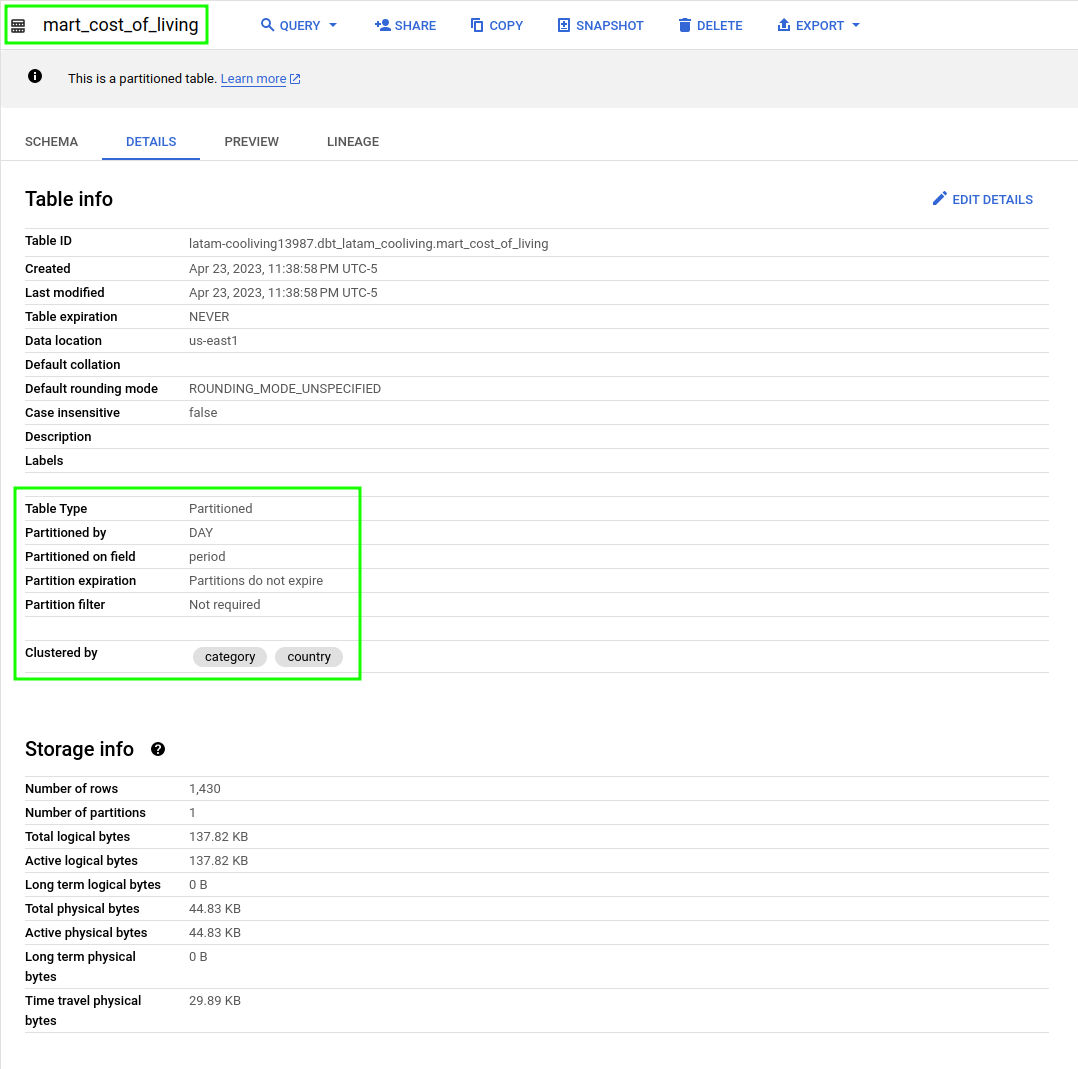 mart_cost_of_living QUERY SHARE COPY SNAPSHOT DELETE EXPORT
This is a partitioned table. Learn more
SCHEMA DETAILS PREVIEW LINEAGE
Table info EDIT DETAILS
Table ID latam-cooliving13987.dbt_latam_cooliving.mart_cost_of_living
Created Apr 23, 2023, 11:38:58 PM UTC-5
Last modified Apr 23, 2023, 11:38:58 PM UTC-5
Table expiration NEVER
Data location us-east1
Default collation
Default rounding mode ROUNDING_MODE_UNSPECIFIED
Case insensitive false
Description
Labels
Table Type Partitioned
Partitioned by DAY
Partitioned on field period
Partition expiration Partitions do not expire
Partition filter Not required
Clustered by category country
Storage info
Number of rows 1,430
Number of partitions 1
Total logical bytes 137.82 KB
Active logical bytes 137.82 KB
Long term logical bytes 0 B
Total physical bytes 44.83 KB
Active physical bytes 44.83 KB
Long term physical 0 B
bytes
Time travel physical 29.89 KB
bytes